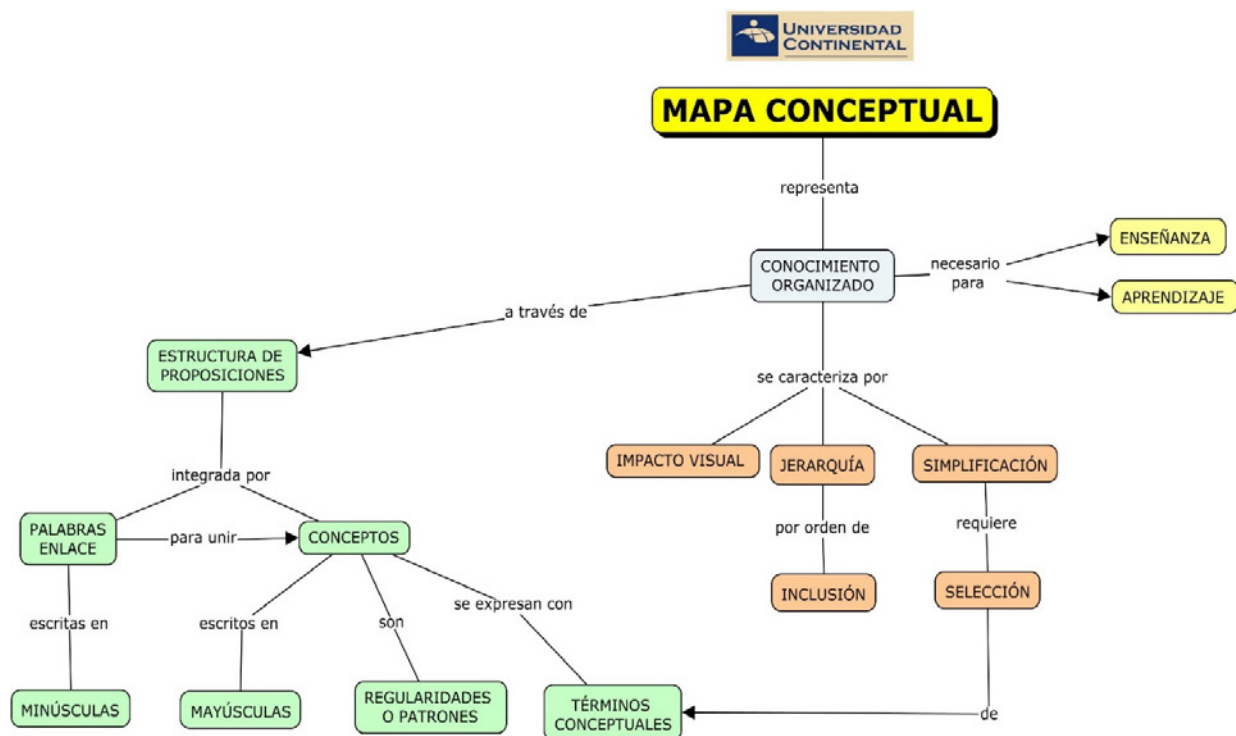 UNIVERSIDAD
CONTINENTAL
MAPA CONCEPTUAL
representa
CONOCIMIENTO
ORGANIZADO
necesario
para
ENSEÑANZA
APRENDIZAJE
a través de
ESTRUCTURA DE
PROPOSICIONES
se caracteriza por
IMPACTO VISUAL
JERARQUÍA
SIMPLIFICACIÓN
integrada por
PALABRAS
ENLACE
para unir
CONCEPTOS
por orden de
requiere
INCLUSIÓN
SELECCIÓN
escritas en
escritos en
son
se expresan con
MINÚSCULAS
MAYÚSCULAS
REGULARIDADES
O PATRONES
TÉRMINOS
CONCEPTUALES
de